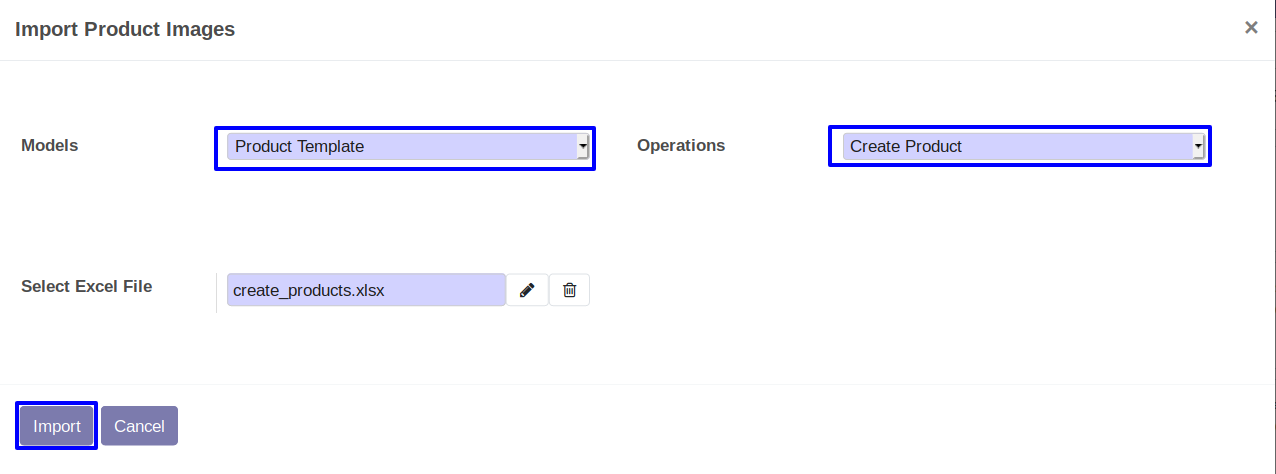 Import Product Images ×
Models Product Template Operations Create Product
Select Excel File create_products.xlsx
Import Cancel